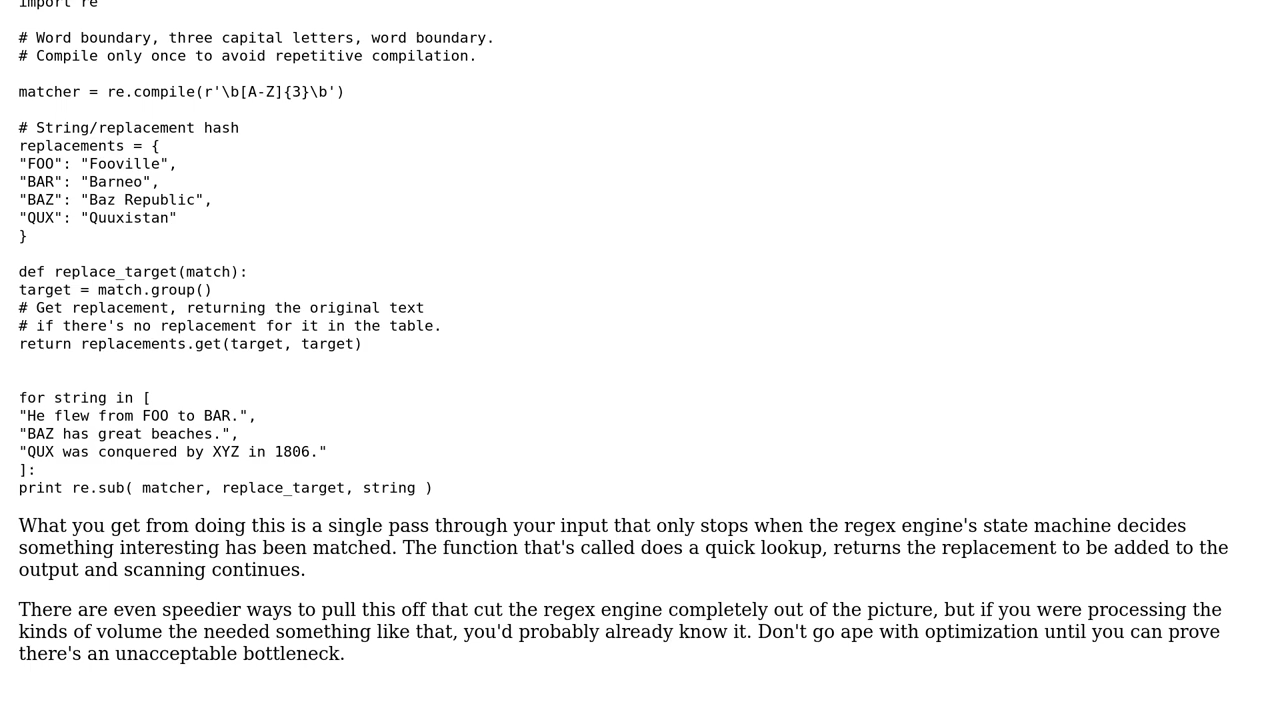 import re
# Word boundary, three capital letters, word boundary.
# Compile only once to avoid repetitive compilation.
matcher = re.compile(r'\b[A-Z]{3}\b')
# String/replacement hash
replacements = {
"FOO": "Fooville",
"BAR": "Barneo",
"BAZ": "Baz Republic",
"QUX": "Quuxistan"
}
def replace_target(match):
target = match.group()
# Get replacement, returning the original text
# if there's no replacement for it in the table.
return replacements.get(target, target)
for string in [
"He flew from FOO to BAR.",
"BAZ has great beaches.",
"QUX was conquered by XYZ in 1806."
]:
print re.sub( matcher, replace_target, string )
What you get from doing this is a single pass through your input that only stops when the regex engine's state machine decides
something interesting has been matched. The function that's called does a quick lookup, returns the replacement to be added to the
output and scanning continues.
There are even speedier ways to pull this off that cut the regex engine completely out of the picture, but if you were processing the
kinds of volume the needed something like that, you'd probably already know it. Don't go ape with optimization until you can prove
there's an unacceptable bottleneck.